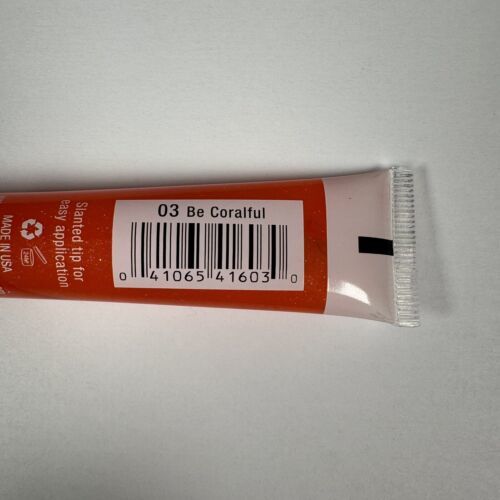 03 Be Coralful
0 41065 41603 0
Slanted tip for
easy application
MADE IN USA